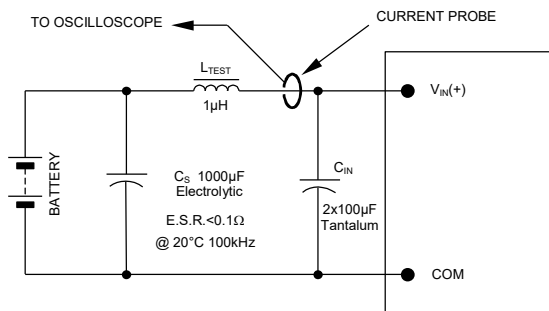 TO OSCILLOSCOPE
CURRENT PROBE
LTEST
1µH
VIN(+)
BATTERY
CS 1000µF
Electrolytic
E.S.R.<0.1Ω
@ 20°C 100kHz
CIN
2x100µF
Tantalum
COM